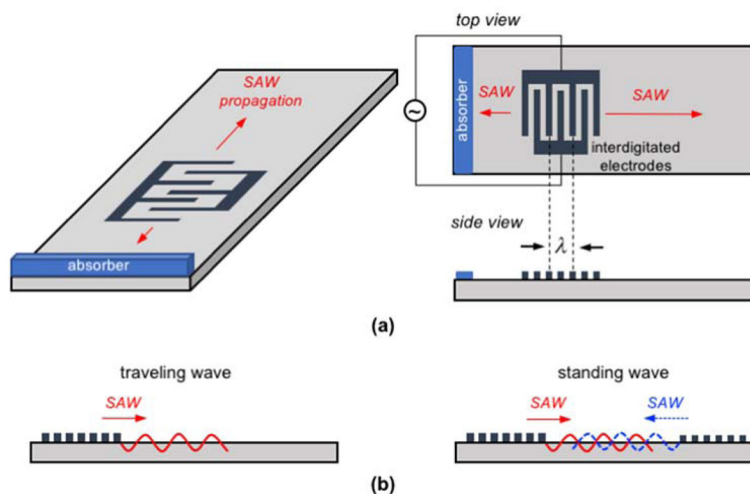 SAW
propagation
absorber
top view
absorber
SAW
SAW
interdigitated
electrodes
~
side view
λ
(a)
traveling wave
SAW
standing wave
SAW
SAW
(b)